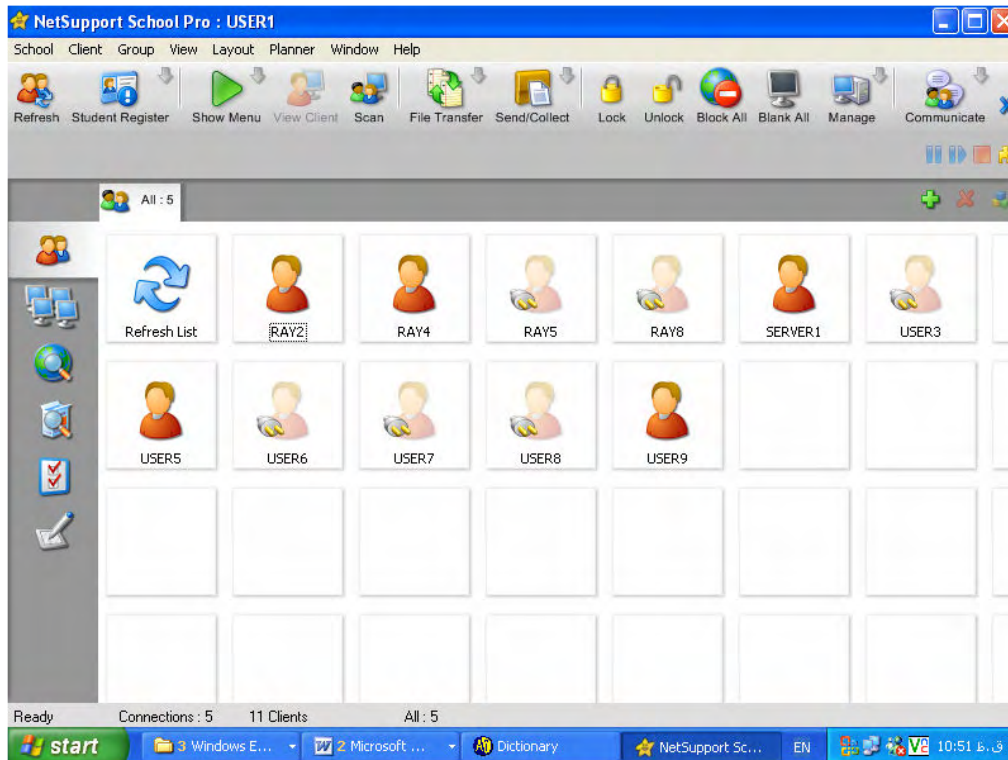 NetSupport School Pro : USER1
School Client Group View Layout Planner Window Help
Refresh Student Register Show Menu View Client Scan File Transfer Send/Collect Lock Unlock Block All Blank All Manage Communicate
All : 5
Refresh List RAY2 RAY4 RAY5 RAY8 SERVER1 USER3
USER5 USER6 USER7 USER8 USER9
Ready Connections : 5 11 Clients All : 5
start 3 Windows E... 2 Microsoft ... Dictionary NetSupport Sc... EN 10:51 ق.ظ